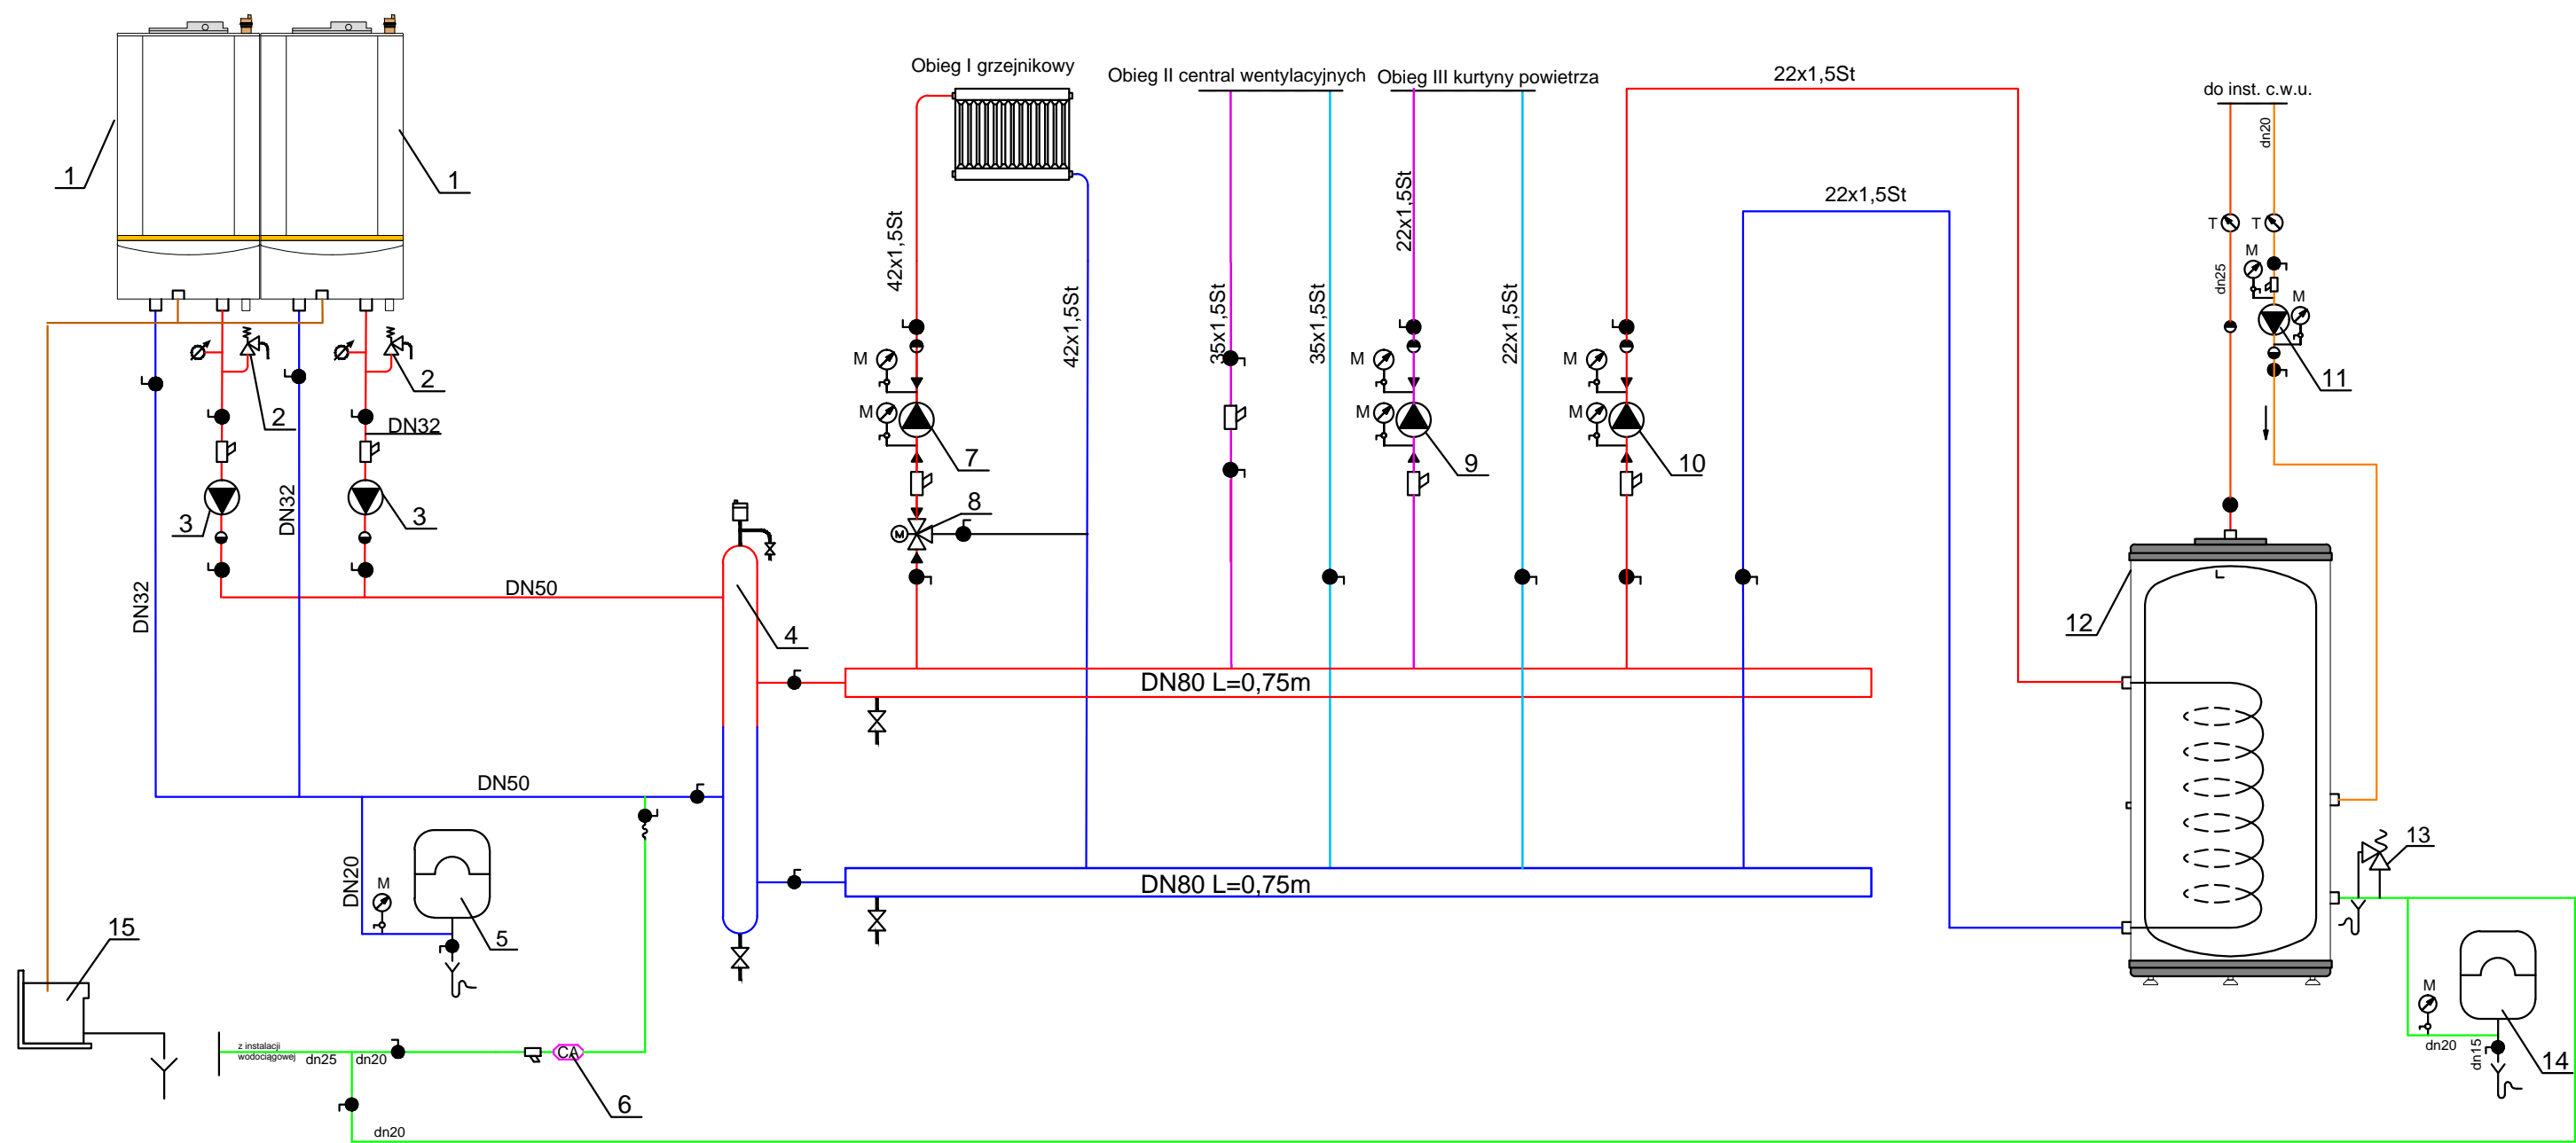 Obieg I grzejnikowy
Obieg II central wentylacyjnych
Obieg III kurtyny powietrza
22x1,5St
do inst. c.w.u.
dn20
1
1
22x1,5St
42x1,5St
22x1,5St
T
T
M
dn25
M
35x1,5St
35x1,5St
42x1,5St
22x1,5St
M
M
M
2
2
11
M
M
M
DN32
7
9
10
3
3
DN32
8
M
DN50
DN32
4
12
DN80 L=0,75m
DN50
13
DN20
M
5
DN80 L=0,75m
15
M
14
dn20
dn15
z instalacji
wodociągowej
dn25
dn20
CA
6
dn20